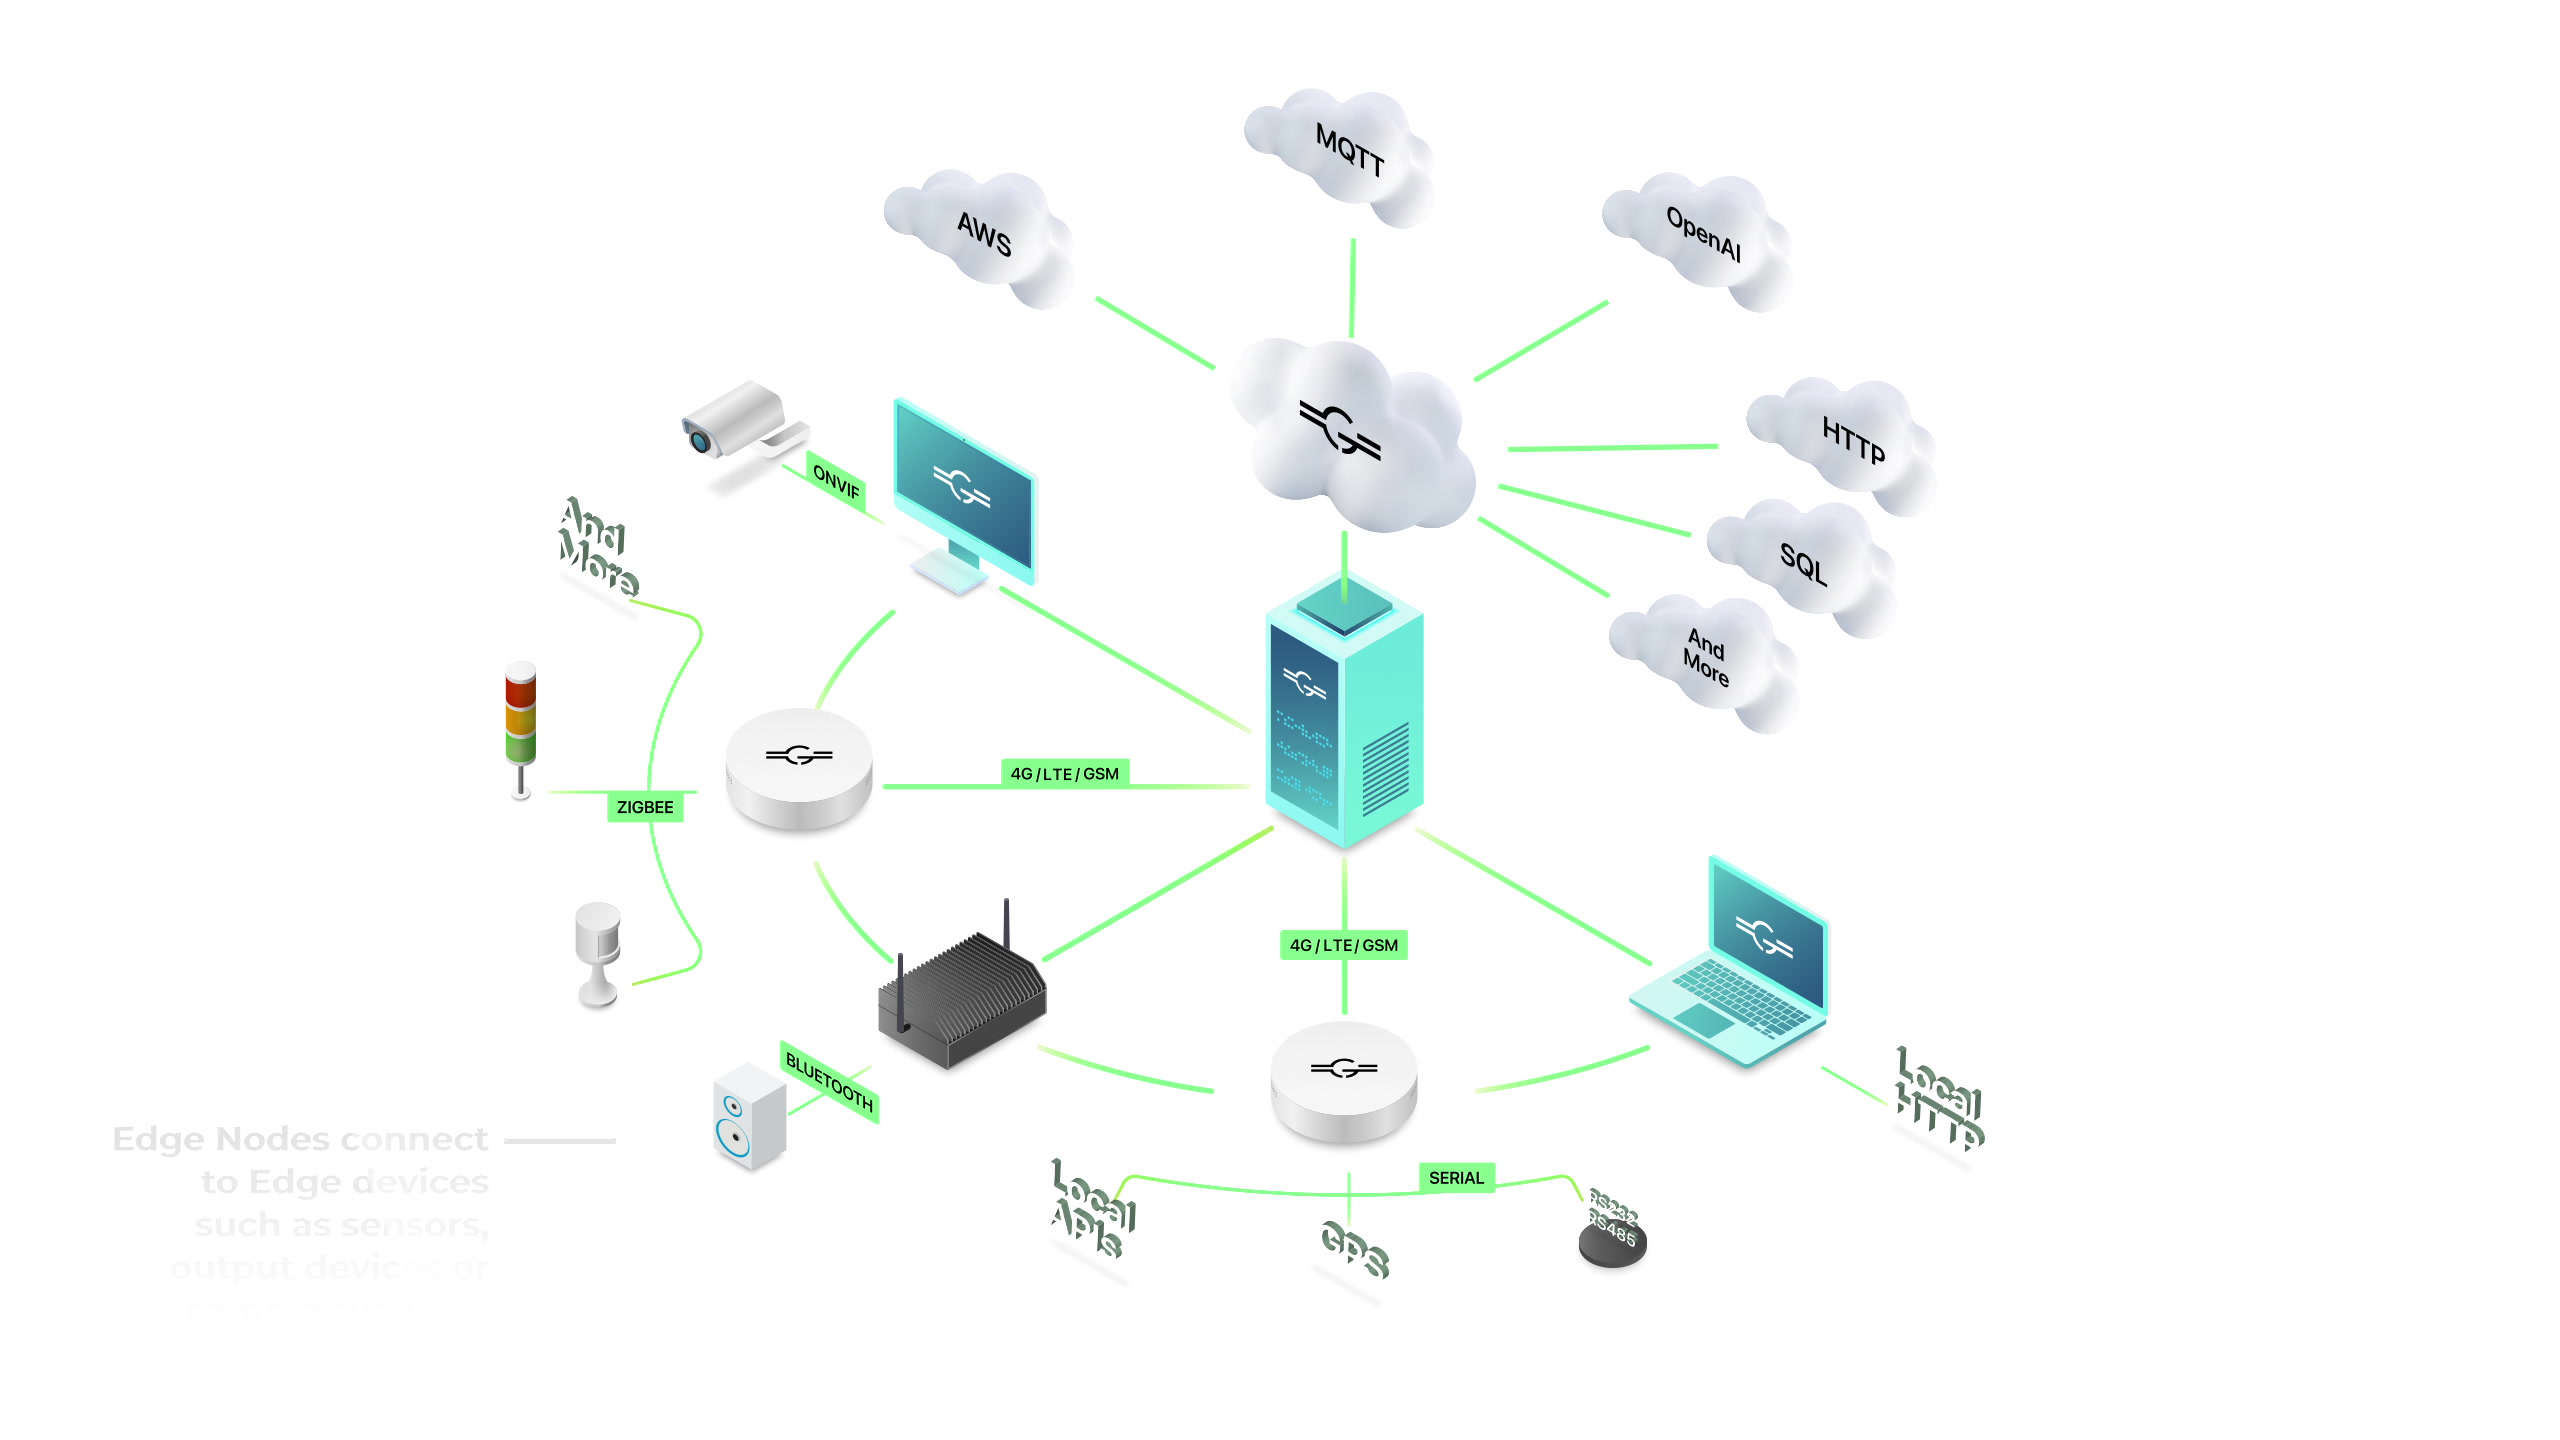 MQTT
AWS
OpenAI
HTTP
SQL
And
More
ONVIF
And
More
4G / LTE / GSM
ZIGBEE
4G / LTE / GSM
BLUETOOTH
Local
HTTP
SERIAL
Local
APIs
GPS
RS232
RS485
Edge Nodes connect
to Edge devices
such as sensors,
output devices or